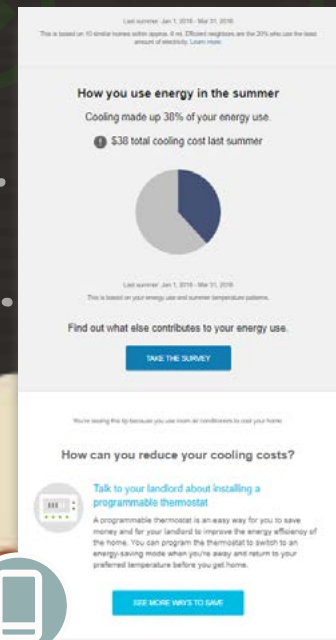 Last summer: Jan 1, 2016 - Mar 31, 2016
This is based on 10 similar homes within approx. 6 mi. Efficient neighbors are the 20% who use the least
amount of electricity. Learn more.
How you use energy in the summer
Cooling made up 38% of your energy use.
$38 total cooling cost last summer
Last summer: Jan 1, 2016 - Mar 31, 2016
This is based on your energy use and summer temperature patterns.
Find out what else contributes to your energy use.
TAKE THE SURVEY
You're seeing this tip because you use room air conditioners to cool your home.
How can you reduce your cooling costs?
Talk to your landlord about installing a
programmable thermostat
A programmable thermostat is an easy way for you to save
money and for your landlord to improve the energy efficiency of
the home. You can program the thermostat to switch to an
energy-saving mode when you're away and return to your
preferred temperature before you get home.
SEE MORE WAYS TO SAVE